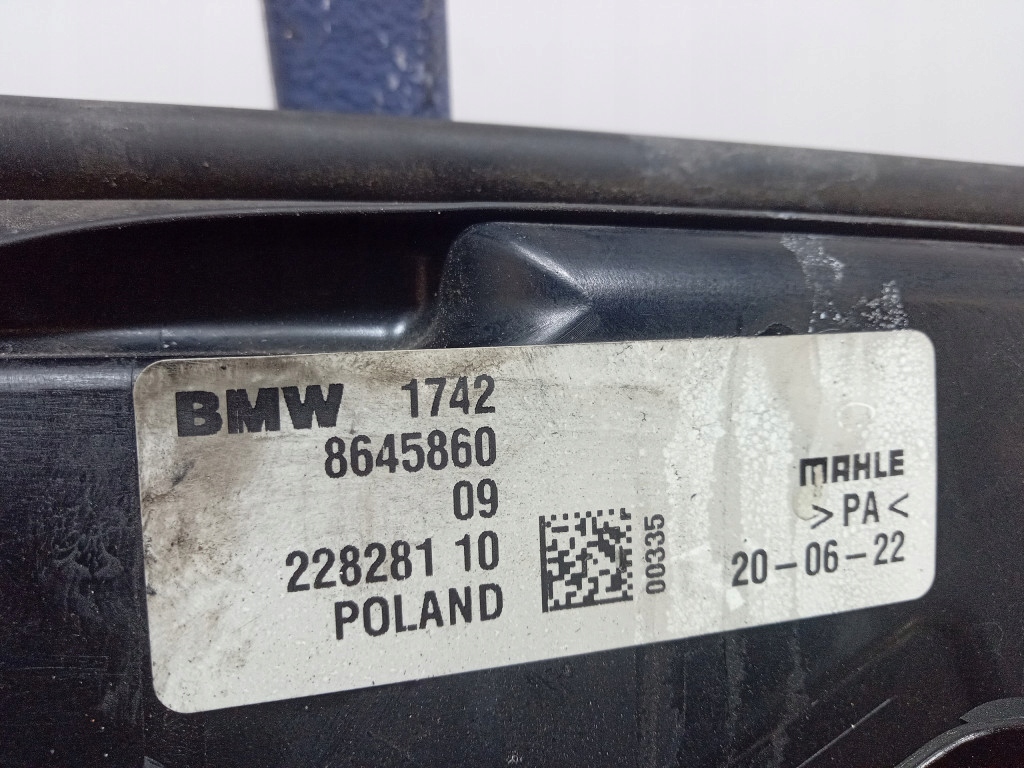 BMW 1742
8645860
09
228281 10
POLAND
00335
MAHLE
>PA<
20-06-22